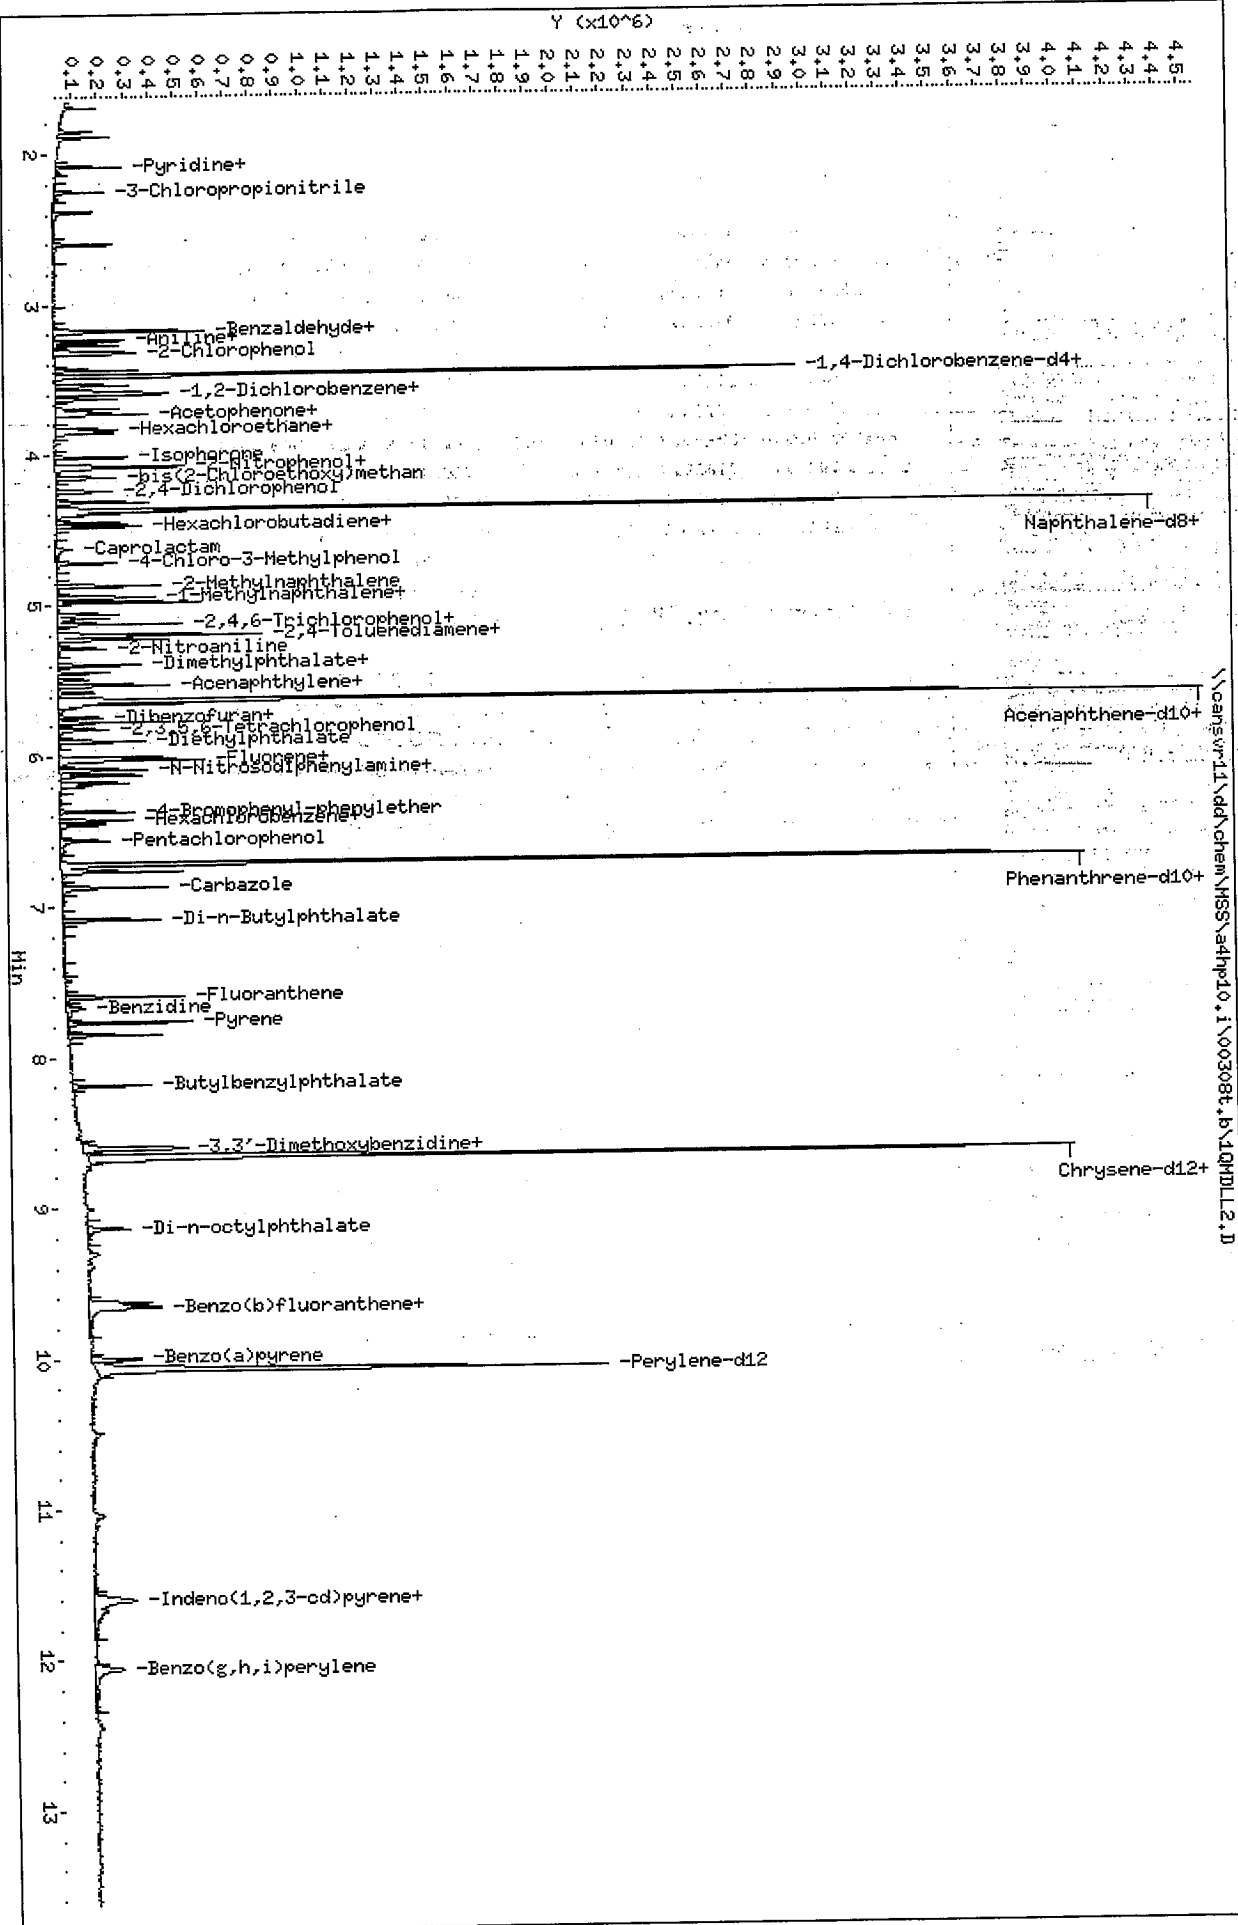 Y (x10^6)
0.1
0.2
0.3
0.4
0.5
0.6
0.7
0.8
0.9
1.0
1.1
1.2
1.3
1.4
1.5
1.6
1.7
1.8
1.9
2.0
2.1
2.2
2.3
2.4
2.5
2.6
2.7
2.8
2.9
3.0
3.1
3.2
3.3
3.4
3.5
3.6
3.7
3.8
3.9
4.0
4.1
4.2
4.3
4.4
4.5
2
-Pyridine+
-3-Chloropropionitrile
3
-Benzaldehyde+
-Aniline+
-2-Chlorophenol
-1,4-Dichlorobenzene-d4+
-1,2-Dichlorobenzene+
-Acetophenone+
-Hexachloroethane+
4
-Isophorone
-2-Nitrophenol+
-bis(2-Chloroethoxy)methan
-2,4-Dichlorophenol
Naphthalene-d8+
-Hexachlorobutadiene+
-Caprolactam
-4-Chloro-3-Methylphenol
-2-Methylnaphthalene
-1-Methylnaphthalene+
5
-2,4,6-Trichlorophenol+
-2,4-Toluenediamene+
-2-Nitroaniline
-Dimethylphthalate+
-Acenaphthylene+
Acenaphthene-d10+
-Dibenzofuran+
-2,3,5,6-Tetrachlorophenol
-Diethylphthalate
6
-Fluorene+
-N-Nitrosodiphenylamine+
-4-Bromophenyl-phenylether
-Hexachlorobenzene+
-Pentachlorophenol
Phenanthrene-d10+
-Carbazole
7
-Di-n-Butylphthalate
Min
-Fluoranthene
-Benzidine
-Pyrene
8
-Butylbenzylphthalate
-3,3'-Dimethoxybenzidine+
Chrysene-d12+
9
-Di-n-octylphthalate
-Benzo(b)fluoranthene+
10
-Benzo(a)pyrene
-Perylene-d12
11
-Indeno(1,2,3-cd)pyrene+
12
-Benzo(g,h,i)perylene
13
\\cansvr11\dd\chem\MSS\a4hp10.i\00308t.b\1QMDLL2.D